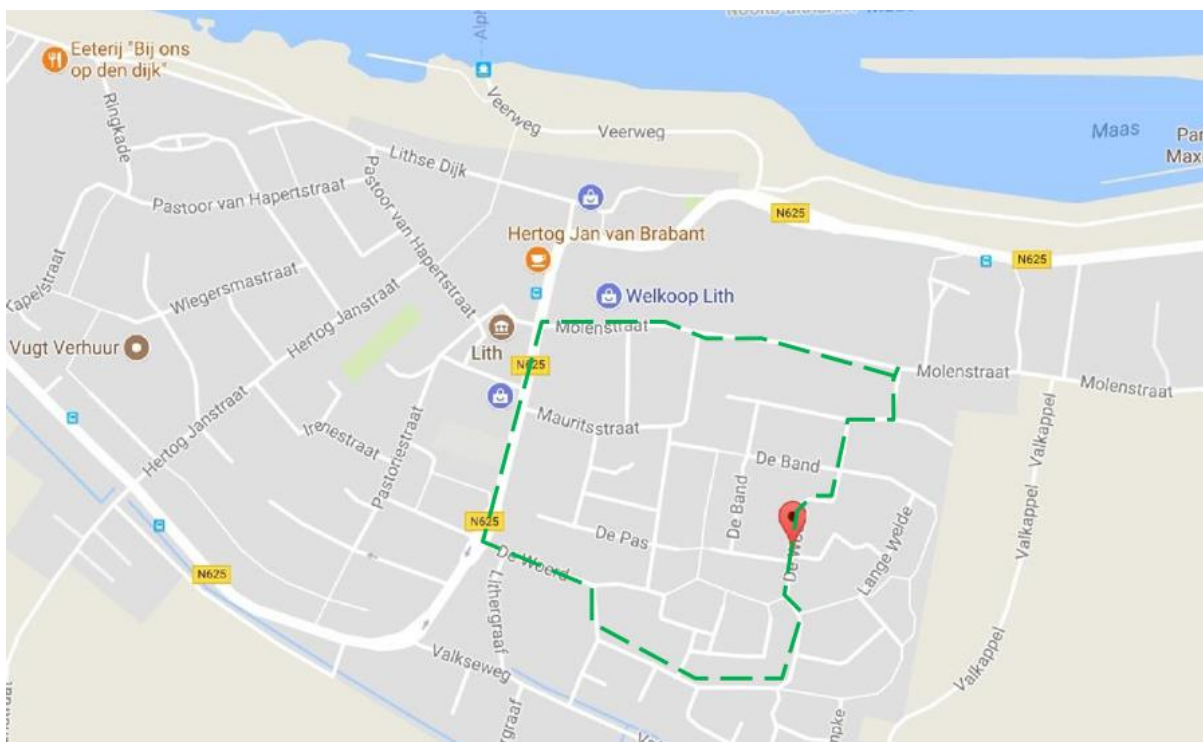 Maas
Eeterij "Bij ons
op den dijk"
Ringkade
Veerweg
Veerweg
Maas
Lithse Dijk
Pastoor van Hapertstraat
Pastoor van Hapertstraat
N625
Hertog Jan van Brabant
N625
Kapelstraat
Wiegersmastraat
Hertog Janstraat
Welkoop Lith
Molenstraat
Vugt Verhuur
Lith
N625
Molenstraat
Molenstraat
Mauritsstraat
Irenestraat
Pastoriestraat
Hertog Janstraat
De Band
De Band
Valkappel
Valkappel
N625
De Pas
De Woerd
Lange Weide
N625
Lithergraaf
Valkseweg
Valkappel